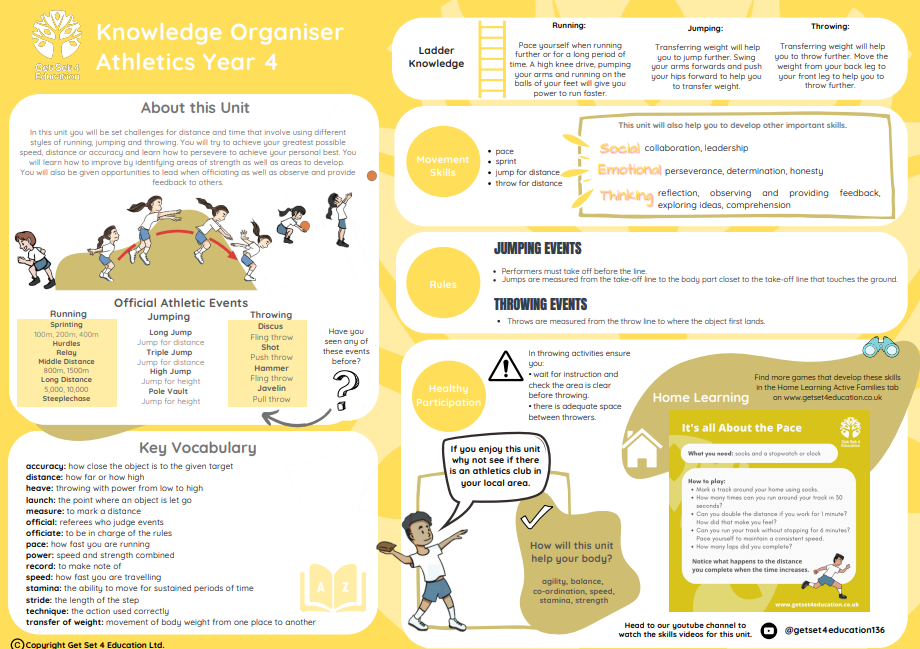 Get Set 4
Education
Knowledge Organiser
Athletics Year 4
About this Unit
In this unit you will be set challenges for distance and time that involve using different
styles of running, jumping and throwing. You will try to achieve your greatest possible
speed, distance or accuracy and learn how to persevere to achieve your personal best. You
will learn how to improve by identifying areas of strength as well as areas to develop.
You will also be given opportunities to lead when officiating as well as observe and provide
feedback to others.
Official Athletic Events
Running
Sprinting
100m, 200m, 400m
Hurdles
Relay
Middle Distance
800m, 1500m
Long Distance
5,000, 10,000
Steeplechase
Jumping
Long Jump
Jump for distance
Triple Jump
Jump for distance
High Jump
Jump for height
Pole Vault
Jump for height
Throwing
Discus
Fling throw
Shot
Push throw
Hammer
Fling throw
Javelin
Pull throw
Have you
seen any of
these events
before?
?
Key Vocabulary
accuracy: how close the object is to the given target
distance: how far or how high
heave: throwing with power from low to high
launch: the point where an object is let go
measure: to mark a distance
official: referees who judge events
officiate: to be in charge of the rules
pace: how fast you are running
power: speed and strength combined
record: to make note of
speed: how fast you are travelling
stamina: the ability to move for sustained periods of time
stride: the length of the step
technique: the action used correctly
transfer of weight: movement of body weight from one place to another
A Z
© Copyright Get Set 4 Education Ltd.
Ladder
Knowledge
Running:
Pace yourself when running
further or for a long period of
time. A high knee drive, pumping
your arms and running on the
balls of your feet will give you
power to run faster.
Jumping:
Transferring weight will help
you to jump further. Swing
your arms forwards and push
your hips forward to help you
to transfer weight.
Throwing:
Transferring weight will help
you to throw further. Move the
weight from your back leg to
your front leg to help you to
throw further.
Movement
Skills
• pace
• sprint
• jump for distance
• throw for distance
This unit will also help you to develop other important skills.
Social collaboration, leadership
Emotional perseverance, determination, honesty
Thinking reflection, observing and providing feedback,
exploring ideas, comprehension
Rules
JUMPING EVENTS
• Performers must take off before the line.
• Jumps are measured from the take-off line to the body part closet to the take-off line that touches the ground.
THROWING EVENTS
• Throws are measured from the throw line to where the object first lands.
Healthy
Participation
!
In throwing activities ensure
you:
• wait for instruction and
check the area is clear
before throwing.
• there is adequate space
between throwers.
If you enjoy this unit
why not see if there
is an athletics club in
your local area.
How will this unit
help your body?
agility, balance,
co-ordination, speed,
stamina, strength
Find more games that develop these skills
in the Home Learning Active Families tab
on www.getset4education.co.uk
Home Learning
It's all About the Pace
Get Set 4
Education
What you need: socks and a stopwatch or clock
How to play:
• Mark a track around your home using socks.
• How many times can you run around your track in 30
seconds?
• Can you double the distance if you work for 1 minute?
How did that make you feel?
• Can you run your track without stopping for 6 minutes?
Pace yourself to maintain a consistent speed.
• How many laps did you complete?
Notice what happens to the distance
you complete when the time increases.
www.getset4education.co.uk
Head to our youtube channel to
watch the skills videos for this unit.
@getset4education136